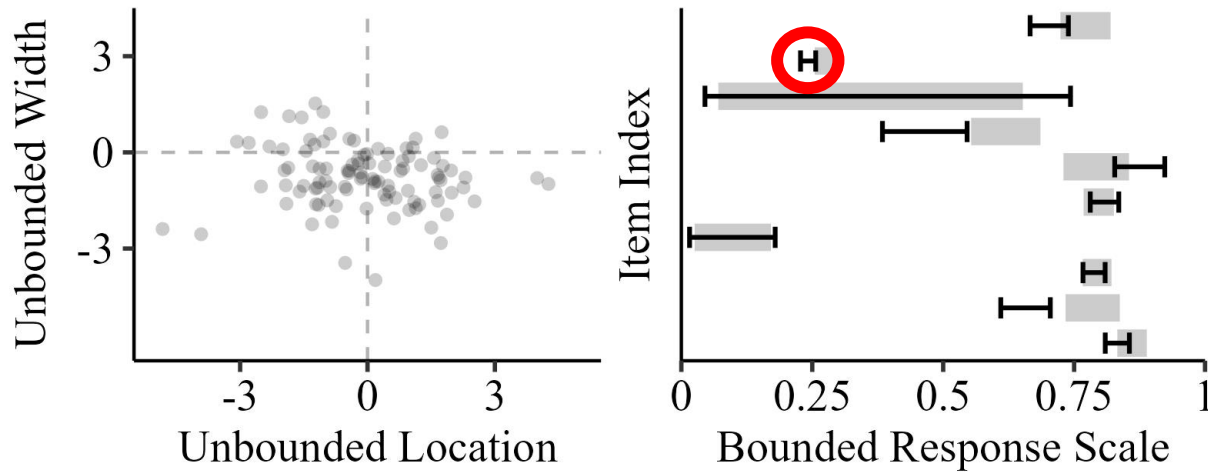 Unbounded Width
3
0
-3
-3
0
3
Unbounded Location
Item Index
0
0.25
0.5
0.75
1
Bounded Response Scale